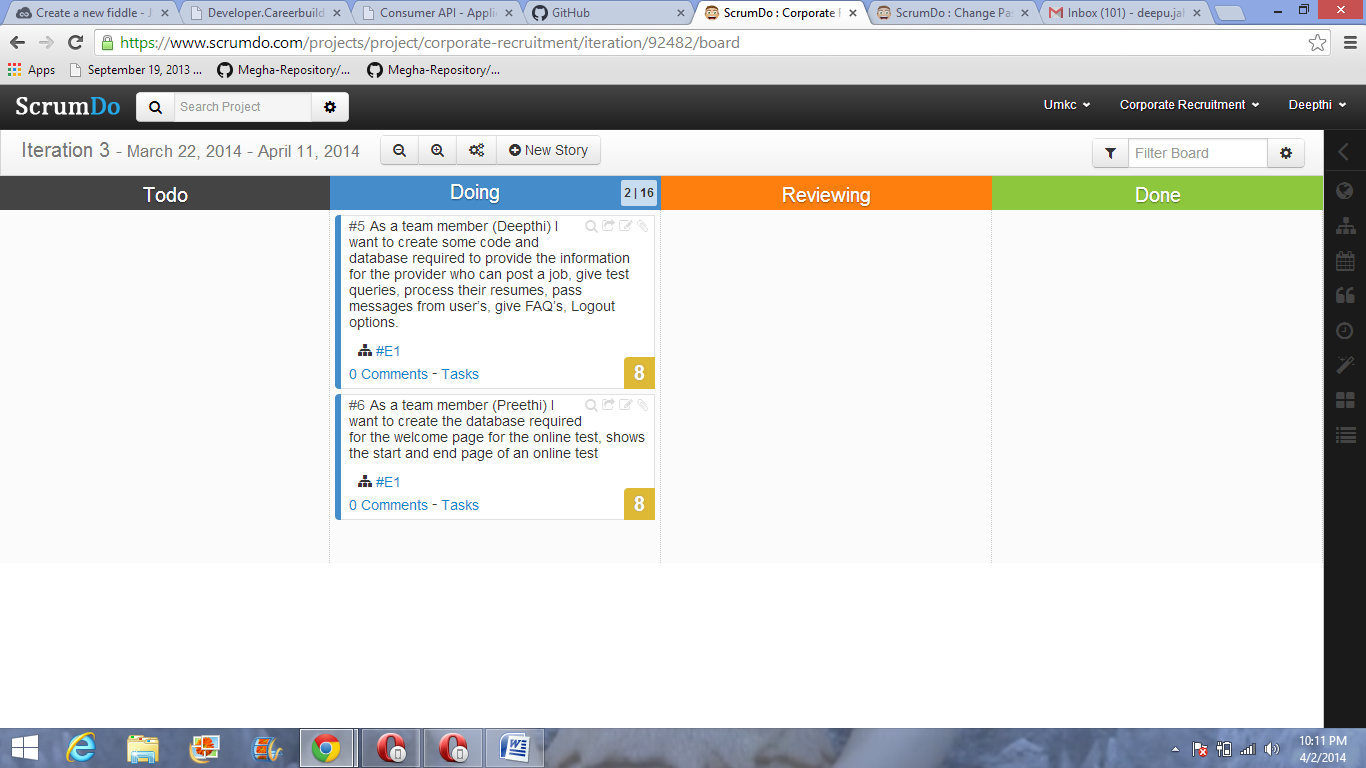 Create a new fiddle - J
Developer.Careerbuild
Consumer API - Appli
GitHub
ScrumDo : Corporate
ScrumDo : Change Pa
Inbox (101) - deepu.jal
https://www.scrumdo.com/projects/project/corporate-recruitment/iteration/92482/board
Apps
September 19, 2013 ...
Megha-Repository/...
Megha-Repository/...
ScrumDo
Search Project
Umkc
Corporate Recruitment
Deepthi
Iteration 3 - March 22, 2014 - April 11, 2014
New Story
Filter Board
Todo
Doing
2 | 16
Reviewing
Done
#5 As a team member (Deepthi) I
want to create some code and
database required to provide the information
for the provider who can post a job, give test
queries, process their resumes, pass
messages from user's, give FAQ's, Logout
options.
#E1
0 Comments - Tasks
8
#6 As a team member (Preethi) I
want to create the database required
for the welcome page for the online test, shows
the start and end page of an online test
#E1
0 Comments - Tasks
8
10:11 PM
4/2/2014